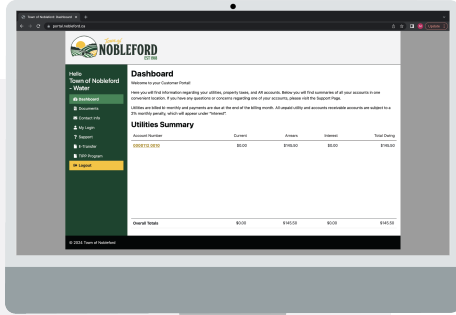 Town of Nobleford: Dashboard
portal.nobleford.ca
Update
Town of
NOBLEFORD
EST 1918
Hello
Town of Nobleford
- Water
Dashboard
Documents
Contact Info
My Login
Support
E-Transfer
TIPP Program
Logout
© 2024 Town of Nobleford
Dashboard
Welcome to your Customer Portal!
Here you will find information regarding your utilities, property taxes, and AR accounts. Below you will find summaries of all your accounts in one
convenient location. If you have any questions or concerns regarding one of your accounts, please visit the Support Page.
Utilities are billed bi-monthly and payments are due at the end of the billing month. All unpaid utility and accounts receivable accounts are subject to a
2% monthly penalty, which will appear under "Interest".
Utilities Summary
Account Number Current Arrears Interest Total Owing
$0.00 $0.00
Overall Totals $0.00 $145.50 $0.00 $145.50